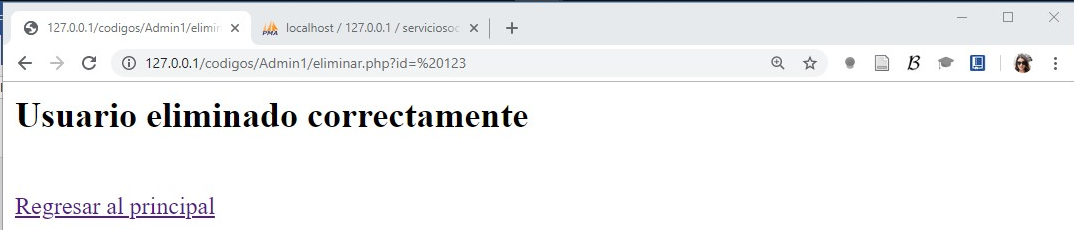 127.0.0.1/codigos/Admin1/elimin
PMA localhost / 127.0.0.1 / serviciosoc
127.0.0.1/codigos/Admin1/eliminar.php?id=%20123
Usuario eliminado correctamente
Regresar al principal